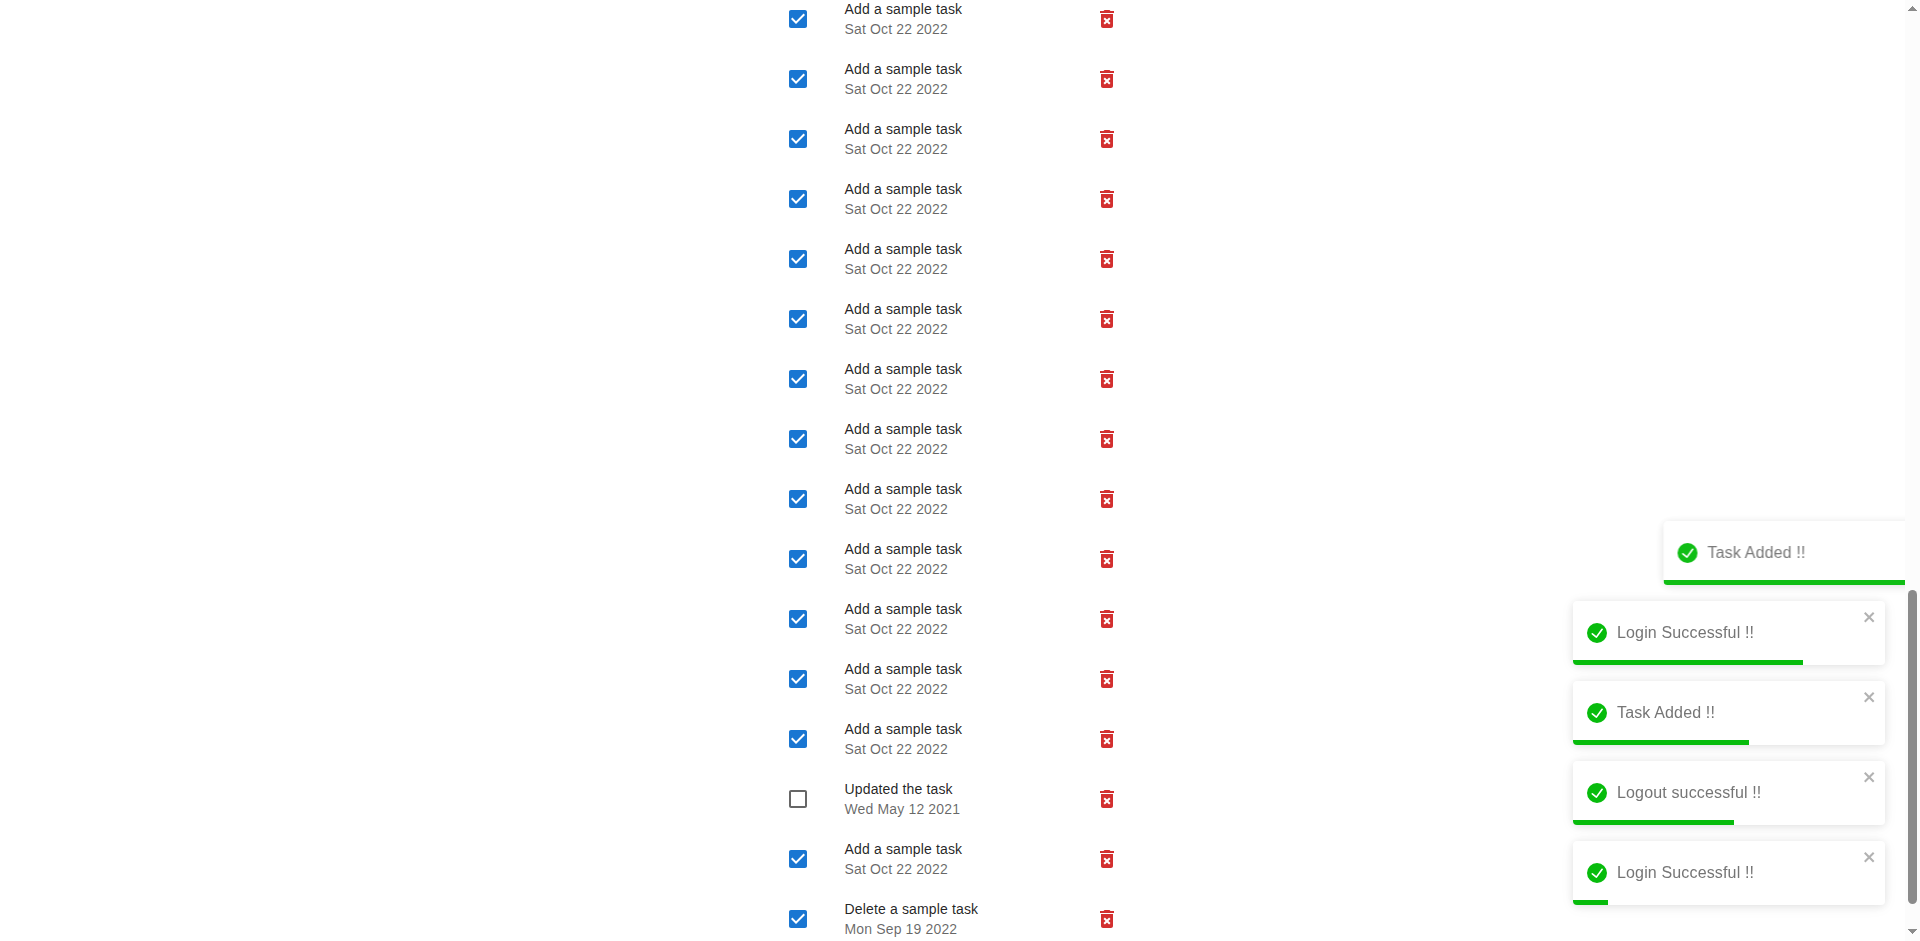 Add a sample task
Sat Oct 22 2022
Add a sample task
Sat Oct 22 2022
Add a sample task
Sat Oct 22 2022
Add a sample task
Sat Oct 22 2022
Add a sample task
Sat Oct 22 2022
Add a sample task
Sat Oct 22 2022
Add a sample task
Sat Oct 22 2022
Add a sample task
Sat Oct 22 2022
Add a sample task
Sat Oct 22 2022
Add a sample task
Sat Oct 22 2022
Add a sample task
Sat Oct 22 2022
Add a sample task
Sat Oct 22 2022
Add a sample task
Sat Oct 22 2022
Updated the task
Wed May 12 2021
Add a sample task
Sat Oct 22 2022
Delete a sample task
Mon Sep 19 2022
Task Added !!
Login Successful !!
Task Added !!
Logout successful !!
Login Successful !!